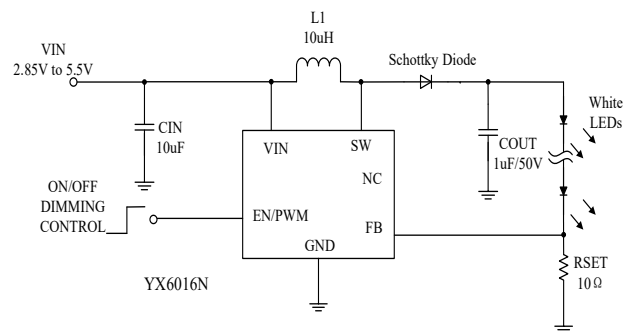 L1
10uH
VIN
2.85V to 5.5V
Schottky Diode
White
LEDs
CIN
10uF
VIN
SW
COUT
1uF/50V
NC
ON/OFF
DIMMING
CONTROL
EN/PWM
FB
GND
RSET
10Ω
YX6016N